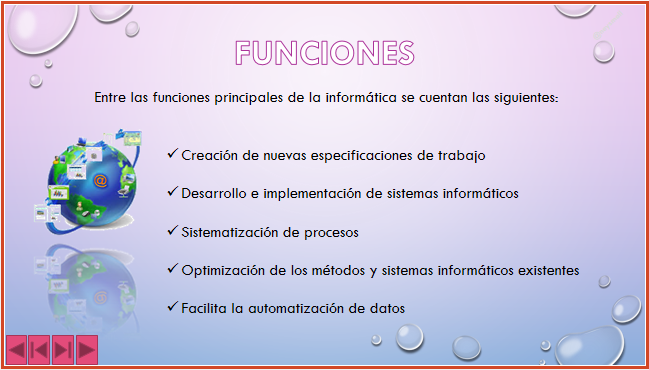 FUNCIONES
Entre las funciones principales de la informática se cuentan las siguientes:
✓ Creación de nuevas especificaciones de trabajo
✓ Desarrollo e implementación de sistemas informáticos
✓ Sistematización de procesos
✓ Optimización de los métodos y sistemas informáticos existentes
✓ Facilita la automatización de datos
@